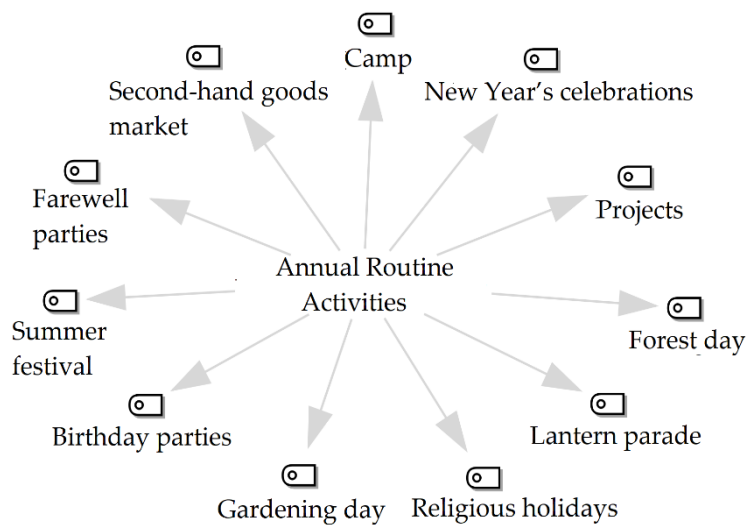 Camp
Second-hand goods
market
New Year’s celebrations
Farewell
parties
Projects
Annual Routine
Activities
Summer
festival
Forest day
Birthday parties
Lantern parade
Gardening day
Religious holidays